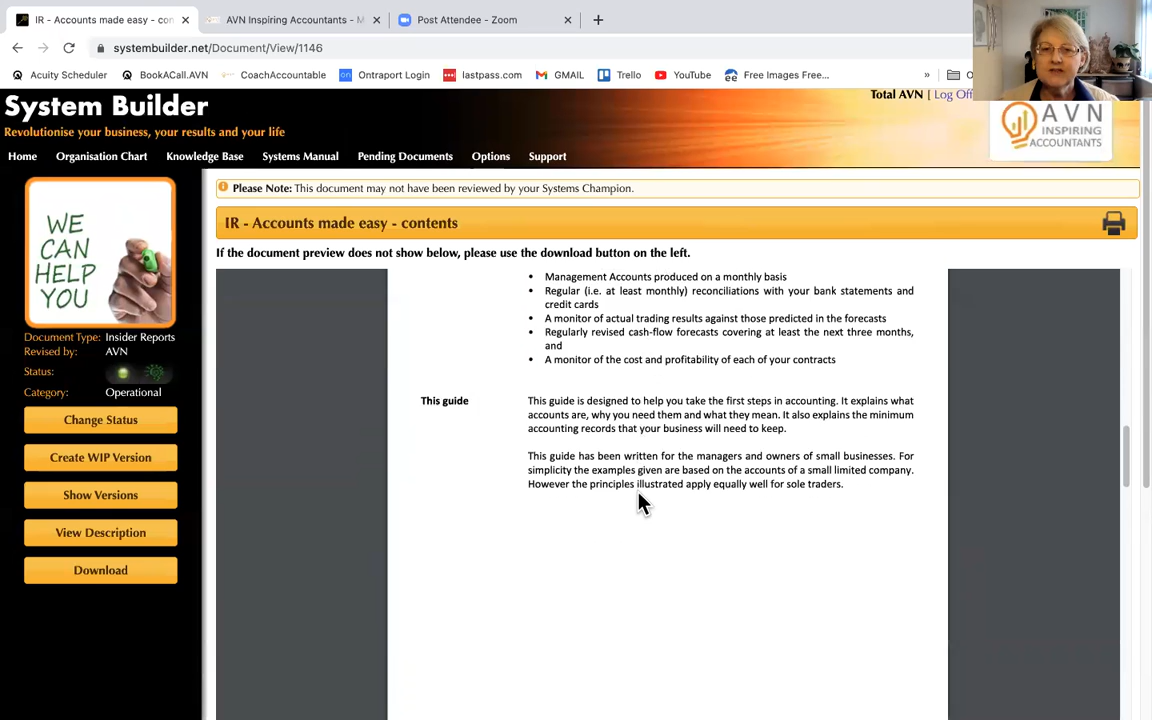 IR - Accounts made easy - con
AVN Inspiring Accountants - M
Post Attendee - Zoom
systembuilder.net/Document/View/1146
Acuity Scheduler
BookACall.AVN
CoachAccountable
on
Ontraport Login
lastpass.com
GMAIL
Trello
YouTube
ee
Free Images Free...
»
System Builder
Revolutionise your business, your results and your life
Total AVN | Log Off
AVN
INSPIRING
ACCOUNTANTS
Home
Organisation Chart
Knowledge Base
Systems Manual
Pending Documents
Options
Support
WE
CAN
HELP
YOU
Document Type: Insider Reports
Revised by: AVN
Status:
Category: Operational
Change Status
Create WIP Version
Show Versions
View Description
Download
Please Note: This document may not have been reviewed by your Systems Champion.
IR - Accounts made easy - contents
If the document preview does not show below, please use the download button on the left.
• Management Accounts produced on a monthly basis
• Regular (i.e. at least monthly) reconciliations with your bank statements and
credit cards
• A monitor of actual trading results against those predicted in the forecasts
• Regularly revised cash-flow forecasts covering at least the next three months,
and
• A monitor of the cost and profitability of each of your contracts
This guide
This guide is designed to help you take the first steps in accounting. It explains what
accounts are, why you need them and what they mean. It also explains the minimum
accounting records that your business will need to keep.
This guide has been written for the managers and owners of small businesses. For
simplicity the examples given are based on the accounts of a small limited company.
However the principles illustrated apply equally well for sole traders.